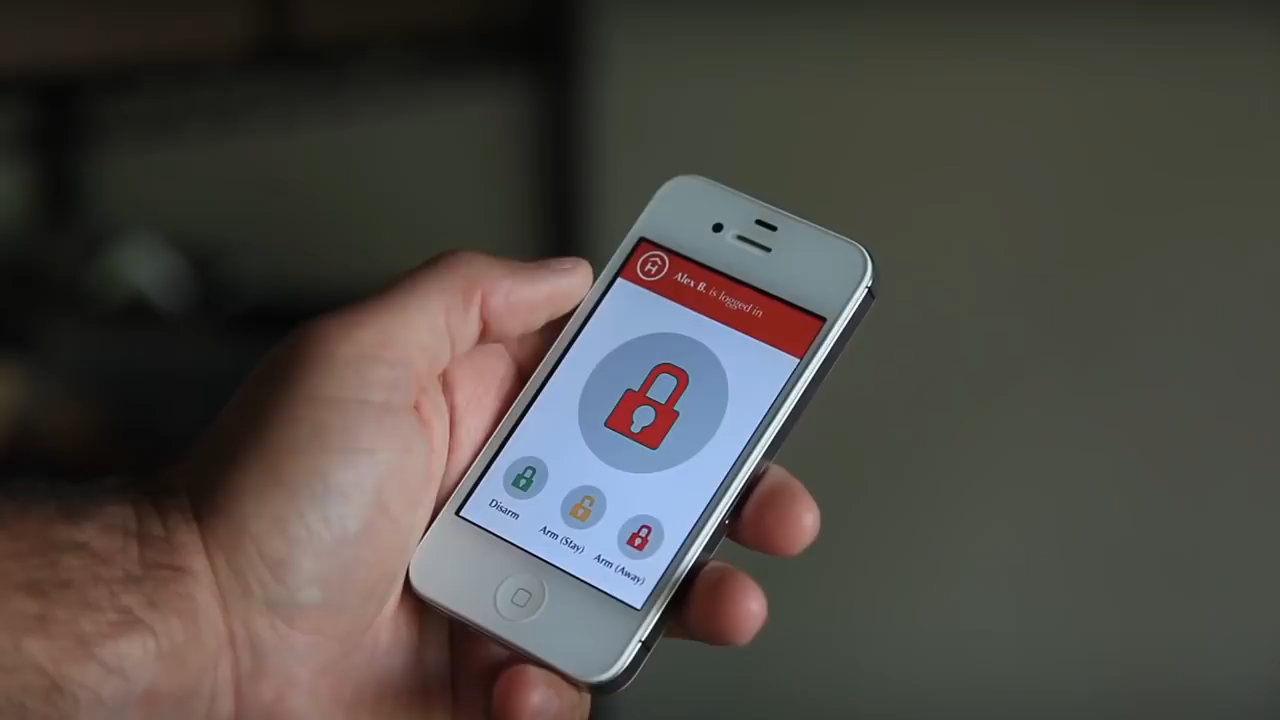 H
Alex B. is logged in
Disarm
Arm (Stay)
Arm (Away)